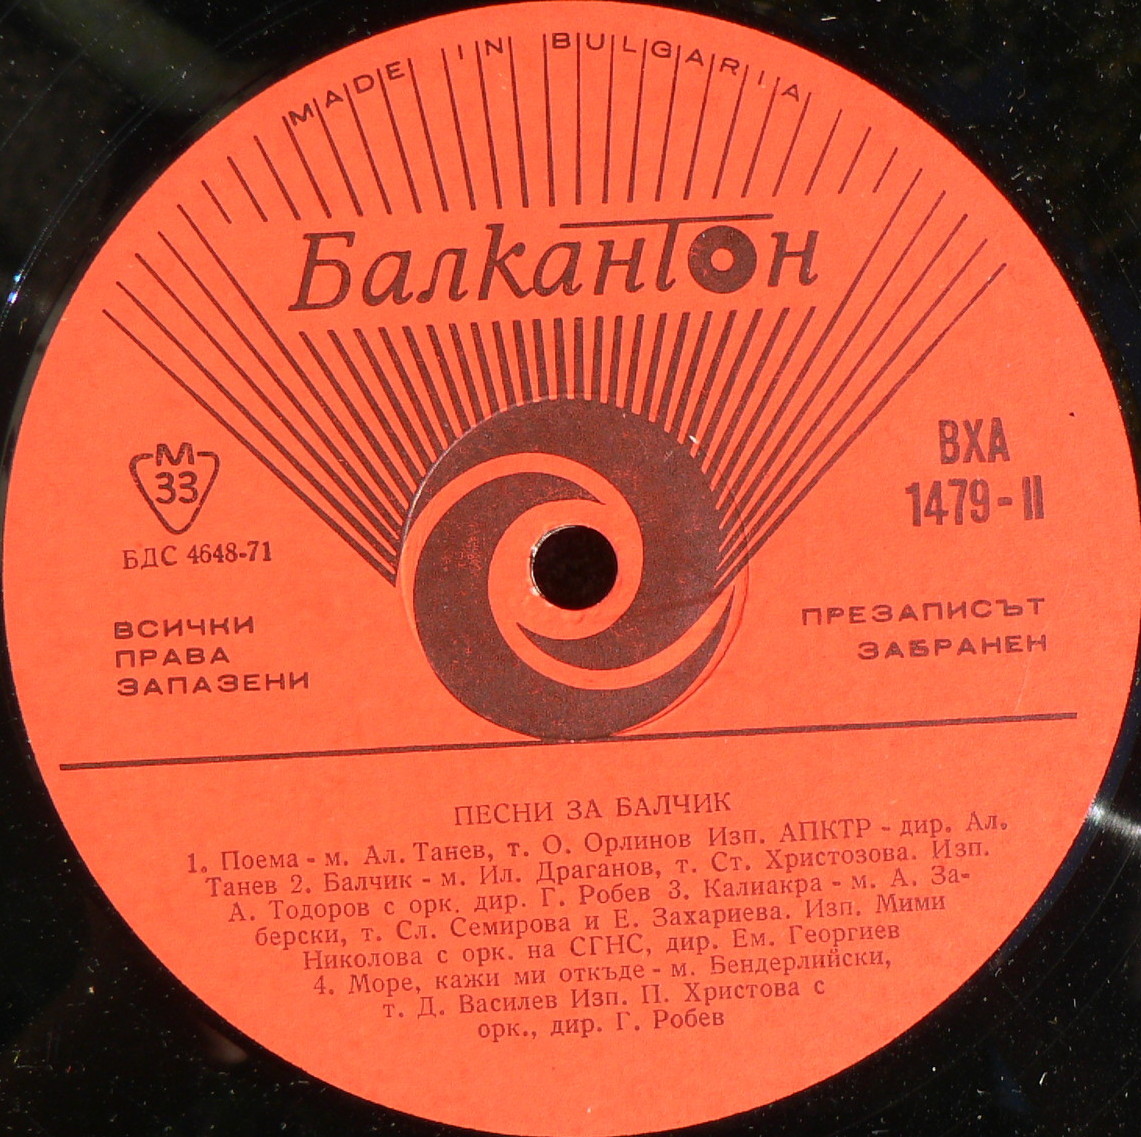 MADE IN BULGARIA
Балкантон
М
33
БДС 4648-71
ВХА
1479-II
ВСИЧКИ
ПРАВА
ЗАПАЗЕНИ
ПРЕЗАПИСЪТ
ЗАБРАНЕН
ПЕСНИ ЗА БАЛЧИК
1. Поема - м. Ал. Танев, т. О. Орлинов Изп. АПКТР - дир. Ал.
Танев 2. Балчик - м. Ил. Драганов, т. Ст. Христозова. Изп.
А. Тодоров с орк. дир. Г. Робев 3. Калиакра - м. А. За-
берски, т. Сл. Семирова и Е. Захариева. Изп. Мими
Николова с орк. на СГНС, дир. Ем. Георгиев
4. Море, кажи ми откъде - м. Бендерлийски,
т. Д. Василев Изп. П. Христова с
орк., дир. Г. Робев